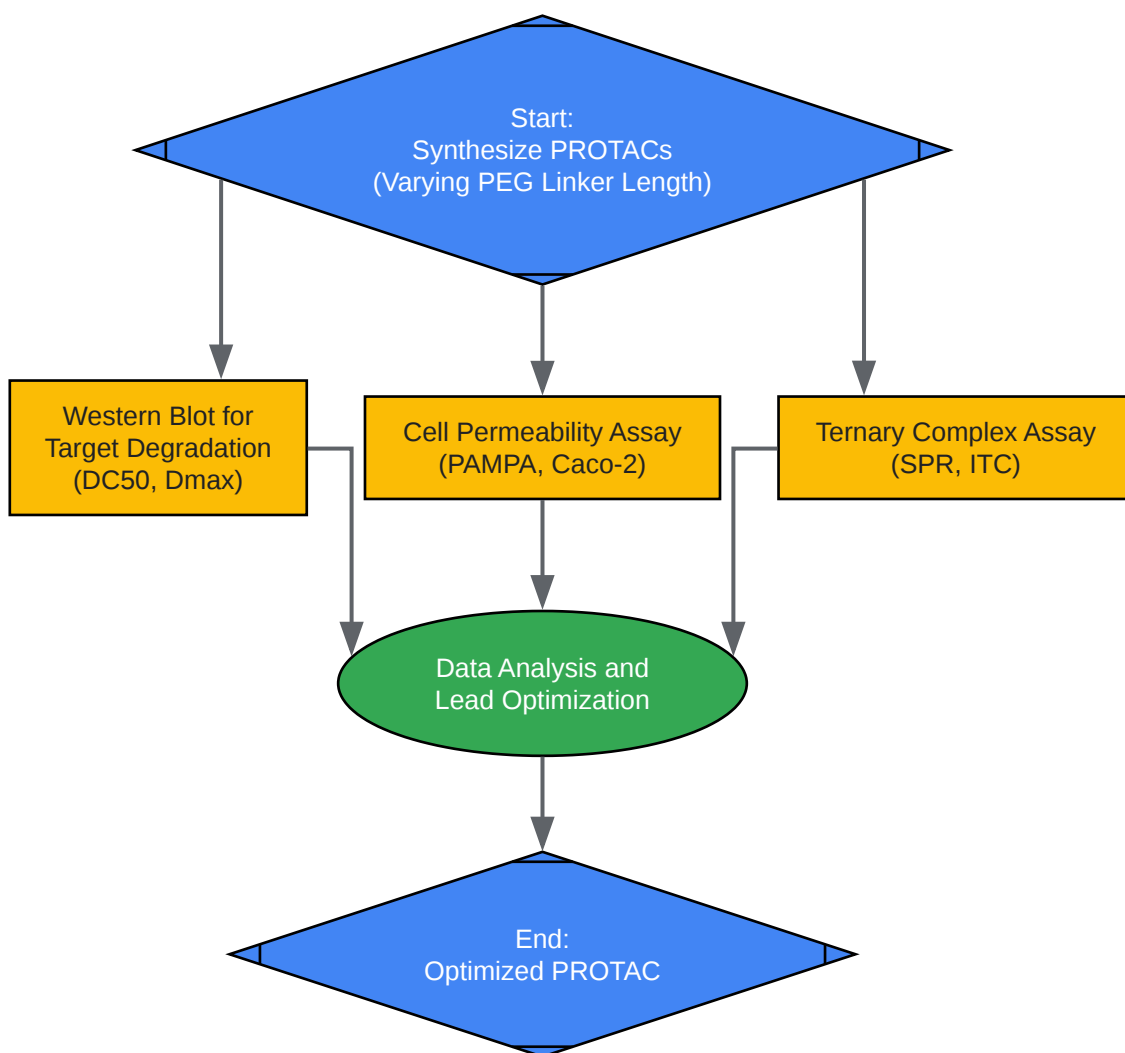 Start:
Synthesize PROTACs
(Varying PEG Linker Length)
Western Blot for
Target Degradation
(DC50, Dmax)
Cell Permeability Assay
(PAMPA, Caco-2)
Ternary Complex Assay
(SPR, ITC)
Data Analysis and
Lead Optimization
End:
Optimized PROTAC